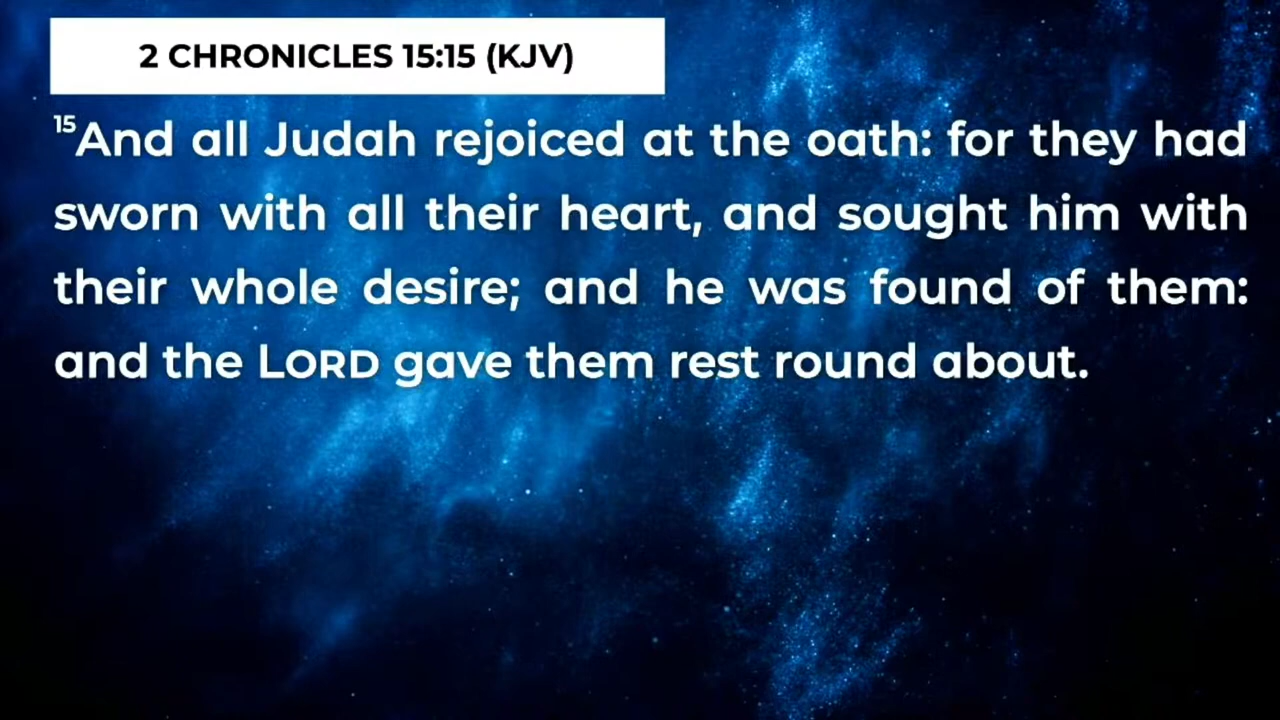 2 CHRONICLES 15:15 (KJV)
15And all Judah rejoiced at the oath: for they had
sworn with all their heart, and sought him with
their whole desire; and he was found of them:
and the LORD gave them rest round about.